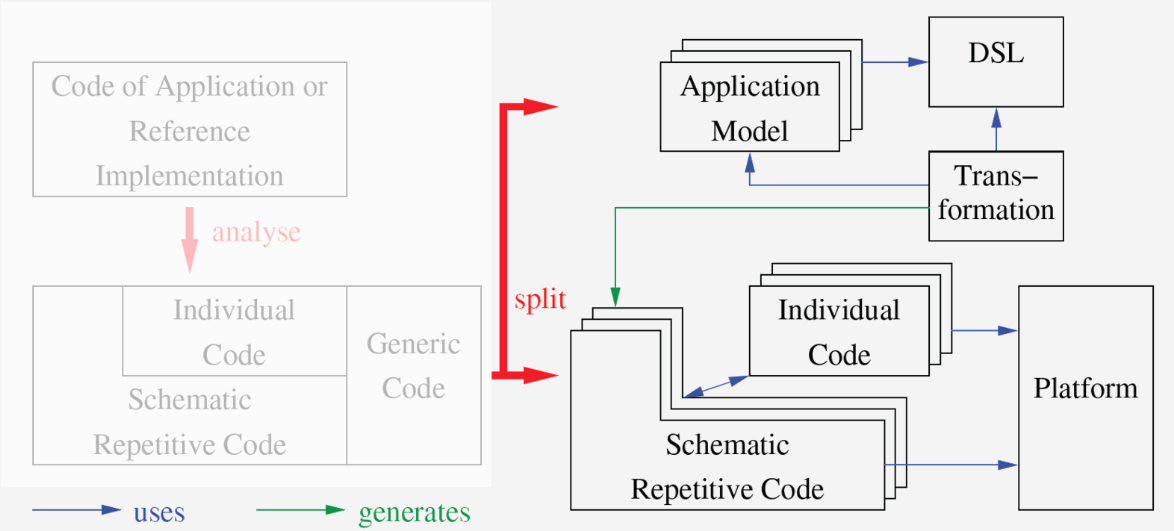 Code of Application or
Reference
Implementation
analyse
Individual
Code
Generic
Code
Schematic
Repetitive Code
split
Application
Model
DSL
Trans-
formation
Individual
Code
Platform
Schematic
Repetitive Code
uses
generates